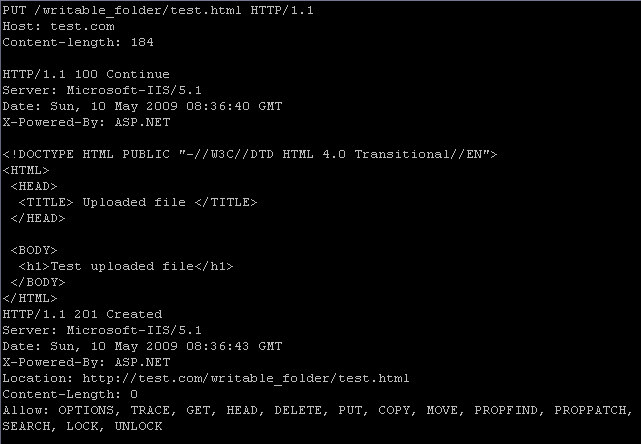 PUT /writable_folder/test.html HTTP/1.1
Host: test.com
Content-length: 184

HTTP/1.1 100 Continue
Server: Microsoft-IIS/5.1
Date: Sun, 10 May 2009 08:36:40 GMT
X-Powered-By: ASP.NET

<!DOCTYPE HTML PUBLIC "-//W3C//DTD HTML 4.0 Transitional//EN">
<HTML>
 <HEAD>
  <TITLE> Uploaded file </TITLE>
 </HEAD>

 <BODY>
  <h1>Test uploaded file</h1>
 </BODY>
</HTML>
HTTP/1.1 201 Created
Server: Microsoft-IIS/5.1
Date: Sun, 10 May 2009 08:36:43 GMT
X-Powered-By: ASP.NET
Location: http://test.com/writable_folder/test.html
Content-Length: 0
Allow: OPTIONS, TRACE, GET, HEAD, DELETE, PUT, COPY, MOVE, PROPFIND, PROPPATCH,
SEARCH, LOCK, UNLOCK